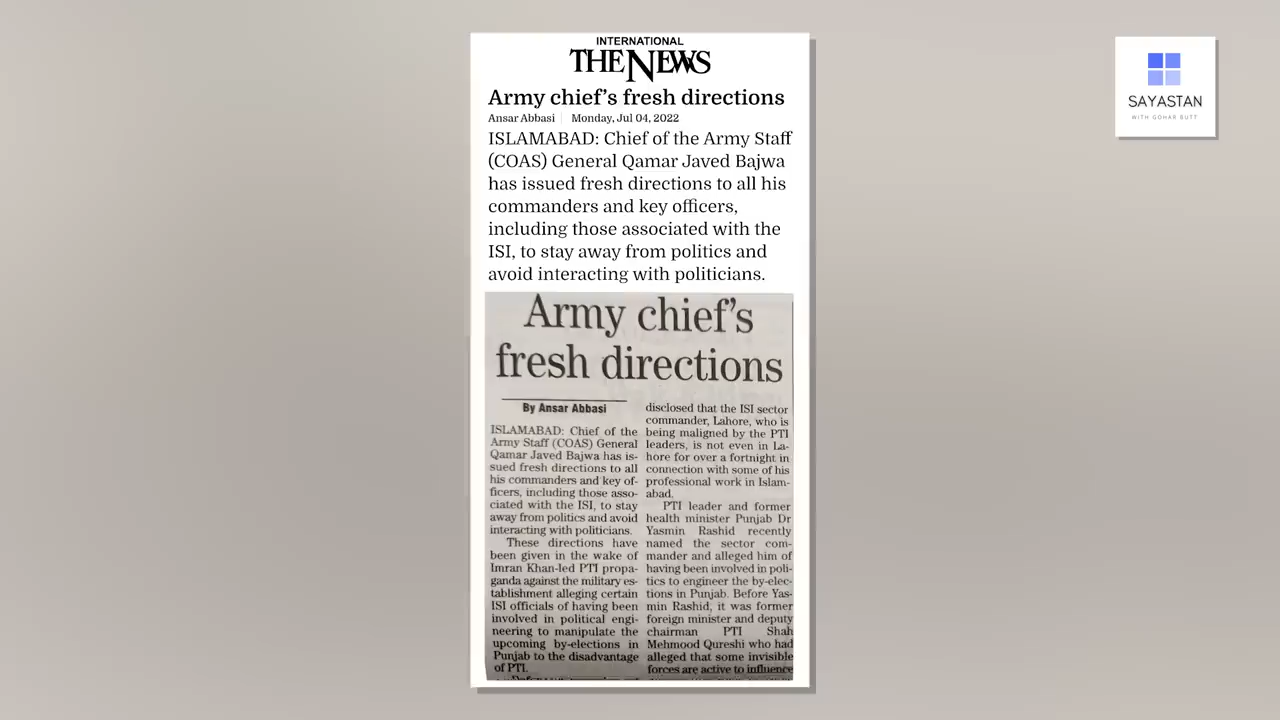 INTERNATIONAL
THE NEWS
Army chief's fresh directions
Ansar Abbasi Monday, Jul 04, 2022
ISLAMABAD: Chief of the Army Staff
(COAS) General Qamar Javed Bajwa
has issued fresh directions to all his
commanders and key officers,
including those associated with the
ISI, to stay away from politics and
avoid interacting with politicians.
Army chief's
fresh directions
By Ansar Abbasi
ISLAMABAD: Chief of the
Army Staff (COAS) General
Qamar Javed Bajwa has is-
sued fresh directions to all
his commanders and key of-
ficers, including those asso-
ciated with the ISI, to stay
away from politics and avoid
interacting with politicians.
These directions have
been given in the wake of
Imran Khan-led PTI propa-
ganda against the military es-
tablishment alleging certain
ISI officials of having been
involved in political engi-
neering to manipulate the
upcoming by-elections in
Punjab to the disadvantage
of PTI.
disclosed that the ISI sector
commander, Lahore, who is
being maligned by the PTI
leaders, is not even in La-
hore for over a fortnight in
connection with some of his
professional work in Islam-
abad.
PTI leader and former
health minister Punjab Dr
Yasmin Rashid recently
named the sector com-
mander and alleged him of
having been involved in poli-
tics to engineer the by-elec-
tions in Punjab. Before Yas-
min Rashid, it was former
foreign minister and deputy
chairman PTI Shah
Mehmood Qureshi who had
alleged that some invisible
forces are active to influence
SAYASTAN
WITH GOHAR BUTT